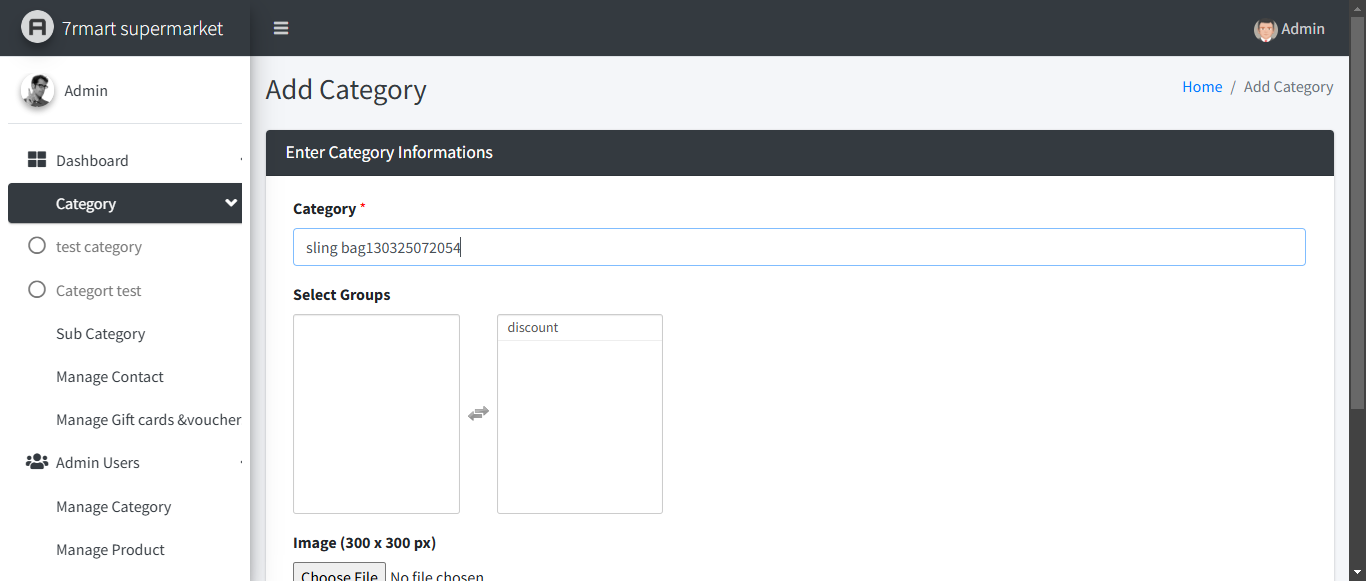 7rmart supermarket
Admin
Admin
Add Category
Home / Add Category
Enter Category Informations
Dashboard
Category
test category
Categort test
Sub Category
Manage Contact
Manage Gift cards &voucher
Admin Users
Manage Category
Manage Product
Category *
sling bag130325072054
Select Groups
discount
Image (300 x 300 px)
Choose File No file chosen